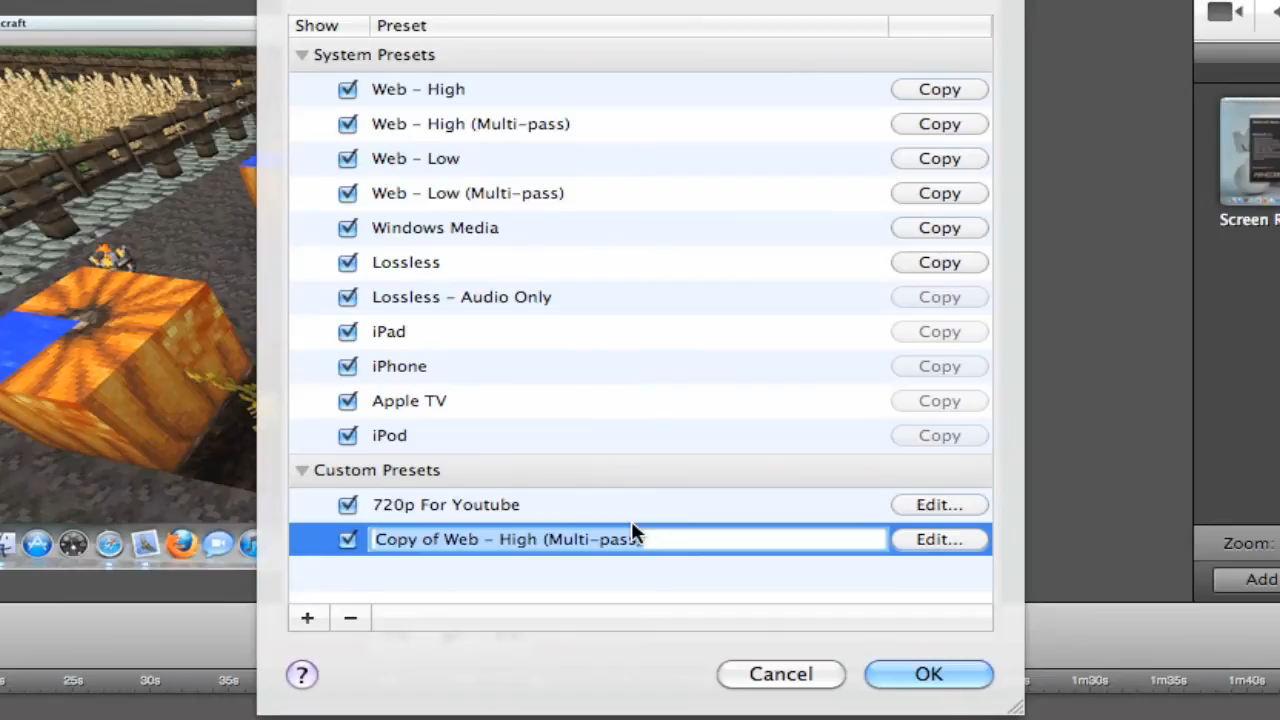 craft
Show Preset
System Presets
Web – High Copy
Web – High (Multi-pass) Copy
Web – Low Copy
Web – Low (Multi-pass) Copy
Windows Media Copy
Lossless Copy
Lossless – Audio Only Copy
iPad Copy
iPhone Copy
Apple TV Copy
iPod Copy
Screen R
Custom Presets
720p For Youtube Edit...
Copy of Web – High (Multi-pass Edit...
Zoom:
Add
+ −
? Cancel OK
s 25s 30s 35s s 1m30s 1m35s 1m40s